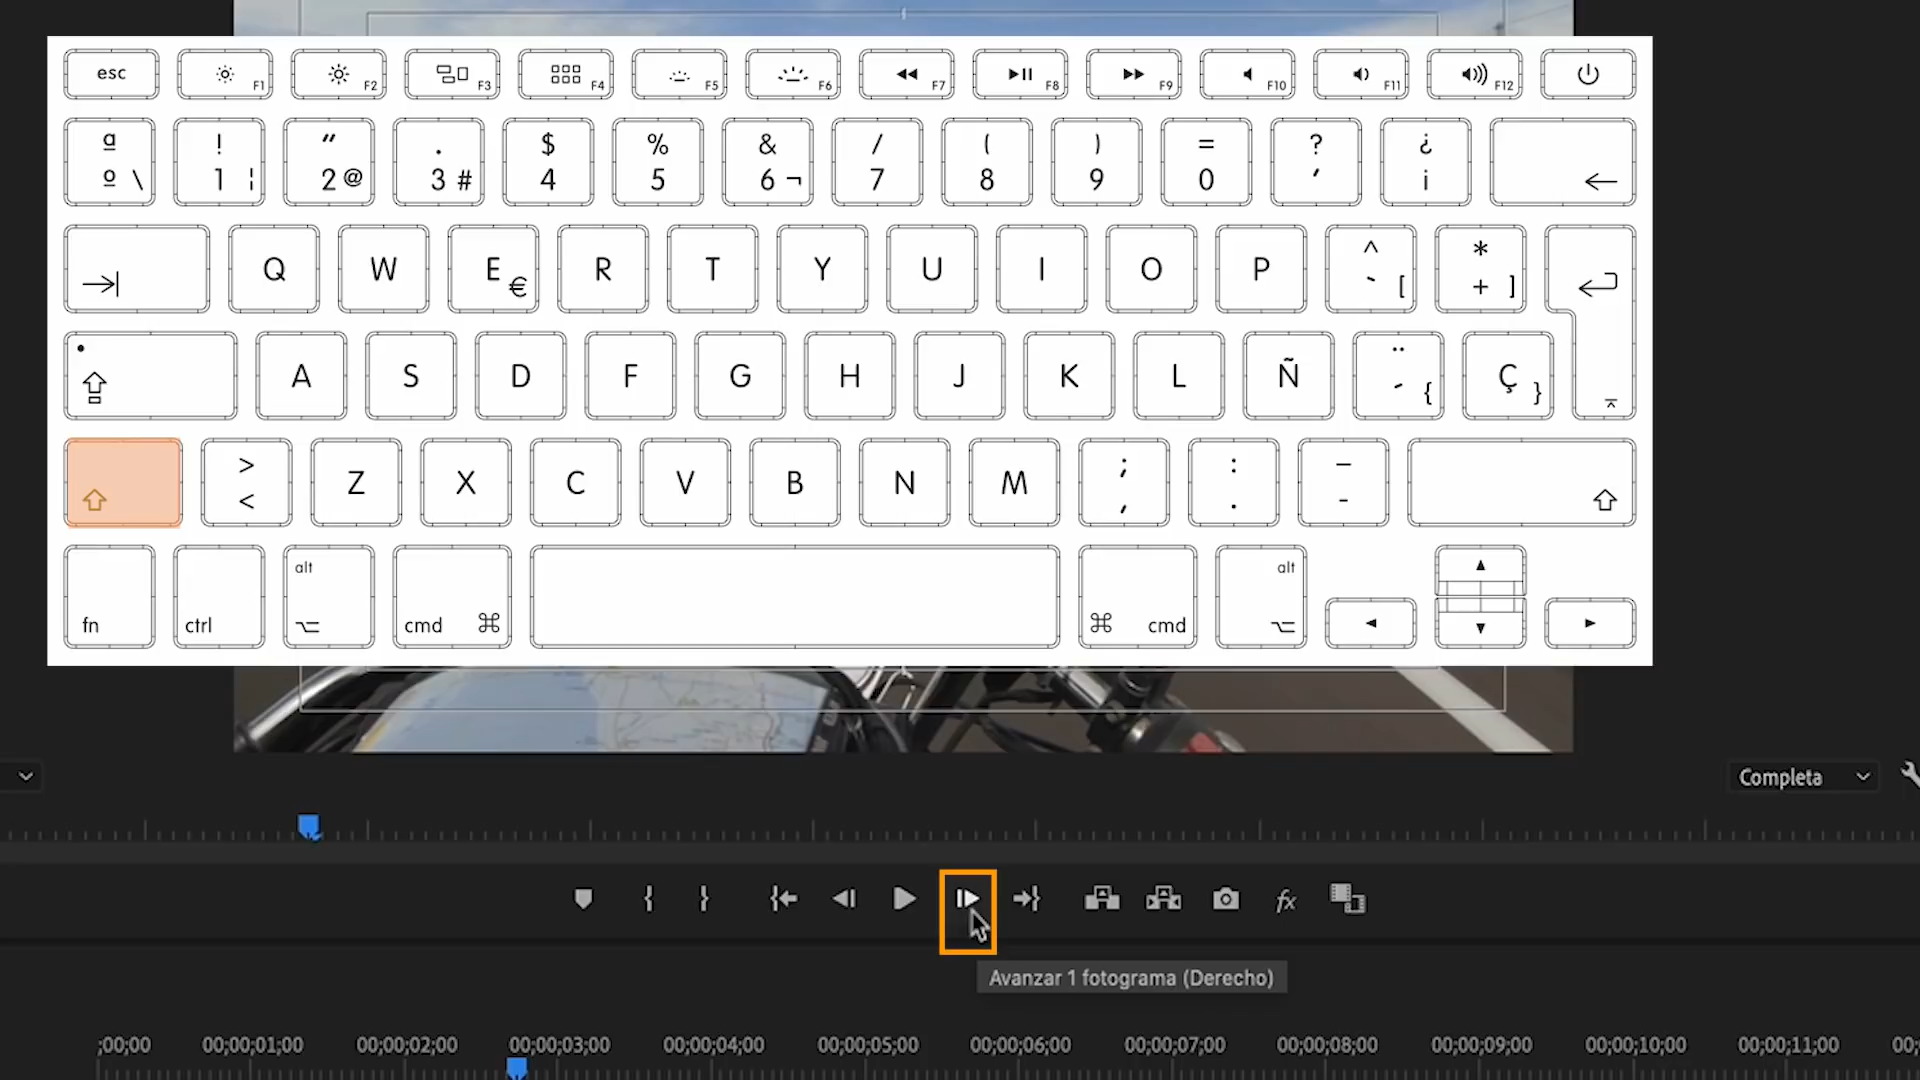 esc F1 F2 F3 F4 F5 F6 F7 F8 F9 F10 F11 F12
ª ! " · $ % & / ( ) = ? ¿
º \ 1 ¦ 2 @ 3 # 4 5 6 ¬ 7 8 9 0 ' ¡
Q W E € R T Y U I O P ^ ` [ * + ]
A S D F G H J K L Ñ ¨ ´ { Ç }
> < Z X C V B N M ; , : . _ -
alt alt
fn ctrl cmd ⌘ ⌘ cmd
Completa
fx
Avanzar 1 fotograma (Derecho)
;00;00 00;00;01;00 00;00;02;00 00;00;03;00 00;00;04;00 00;00;05;00 00;00;06;00 00;00;07;00 00;00;08;00 00;00;09;00 00;00;10;00 00;00;11;00 00;